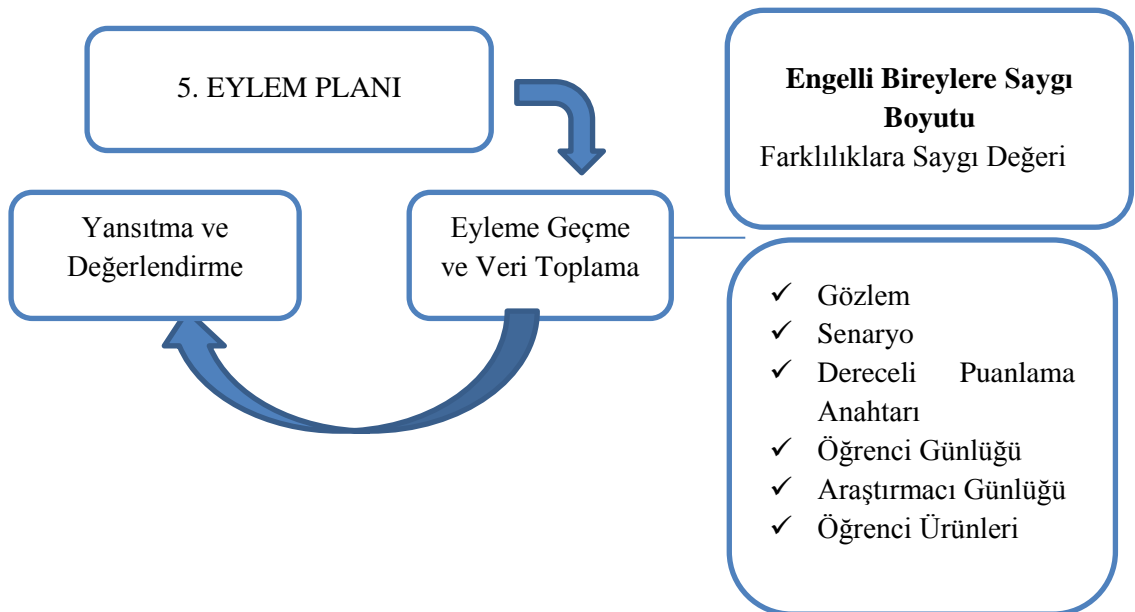 5. EYLEM PLANI
Engelli Bireylere Saygı
Boyutu
Farklılıklara Saygı Değeri
Yansıtma ve
Değerlendirme
Eyleme Geçme
ve Veri Toplama
✓ Gözlem
✓ Senaryo
✓ Dereceli Puanlama
Anahtarı
✓ Öğrenci Günlüğü
✓ Araştırmacı Günlüğü
✓ Öğrenci Ürünleri